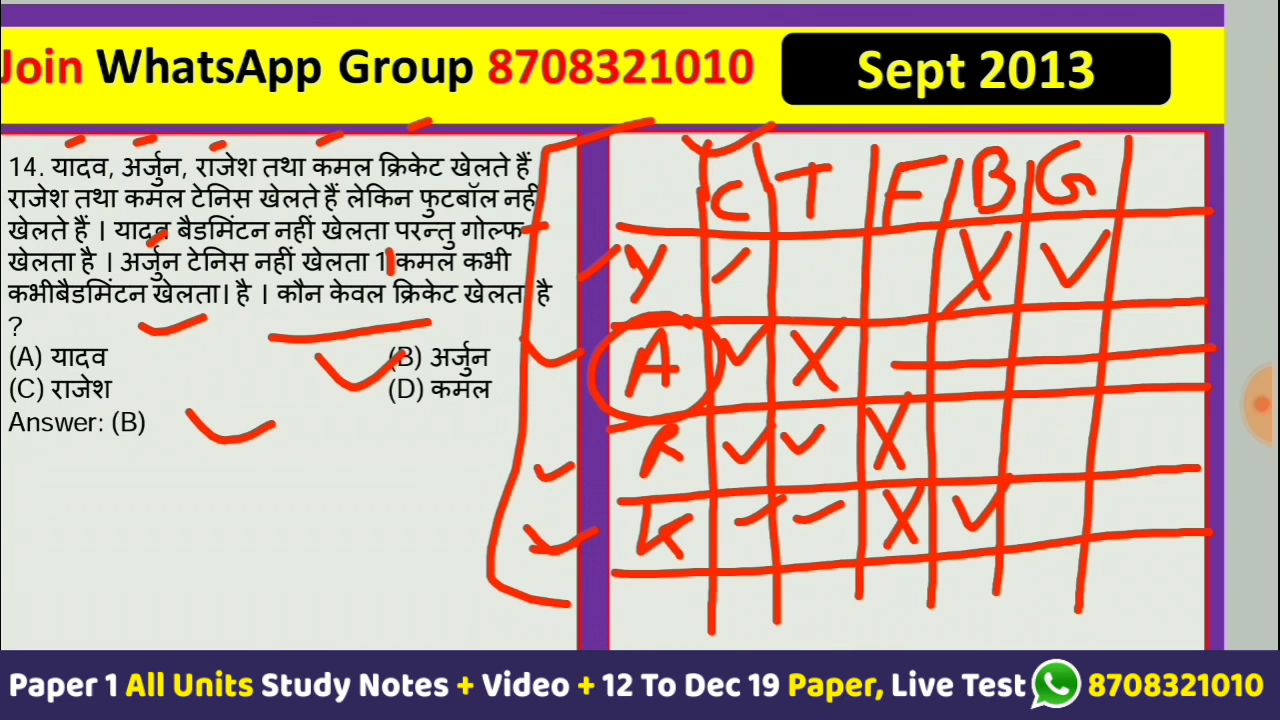 Join WhatsApp Group 8708321010
Sept 2013
14. यादव, अर्जुन, राजेश तथा कमल क्रिकेट खेलते हैं
राजेश तथा कमल टेनिस खेलते हैं लेकिन फुटबॉल नहीं
खेलते हैं । यादव बैडमिंटन नहीं खेलता परन्तु गोल्फ
खेलता है । अर्जुन टेनिस नहीं खेलता 1 कमल कभी
कभीबैडमिंटन खेलता। है । कौन केवल क्रिकेट खेलता है
?
(A) यादव (B) अर्जुन
(C) राजेश (D) कमल
Answer: (B)
C T F B G
Y
A
R
K
Paper 1 All Units Study Notes + Video + 12 To Dec 19 Paper, Live Test 8708321010